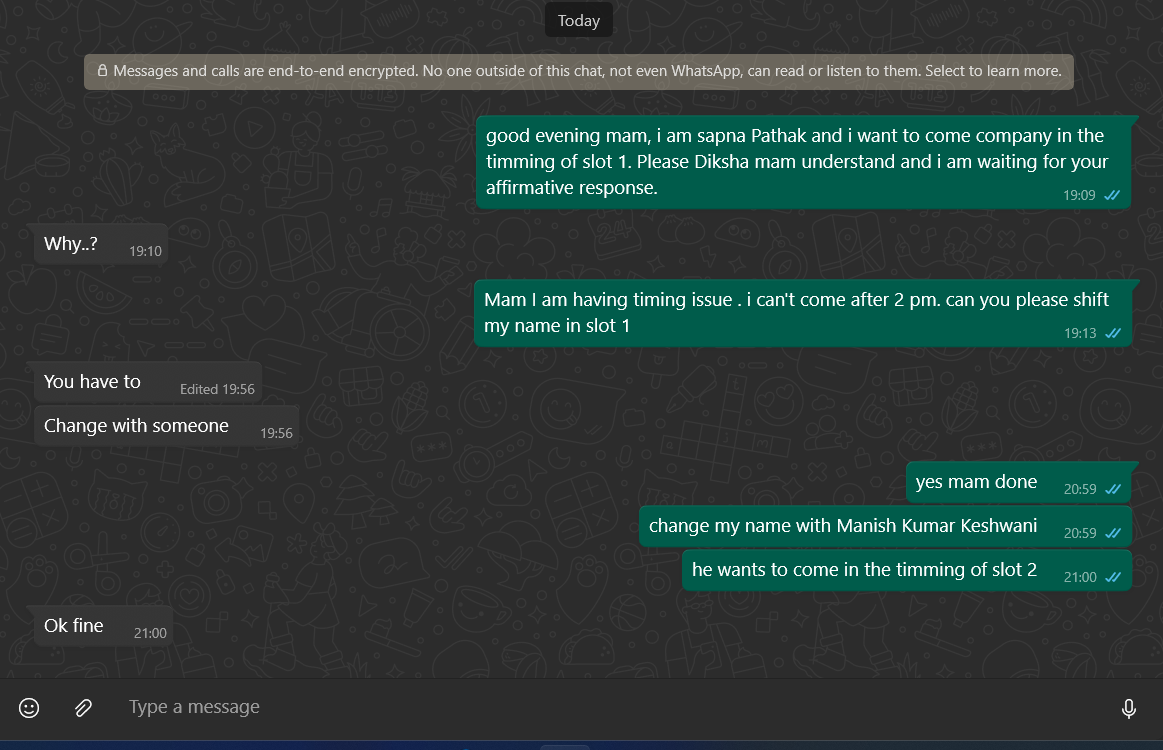 Today
Messages and calls are end-to-end encrypted. No one outside of this chat, not even WhatsApp, can read or listen to them. Select to learn more.
good evening mam, i am sapna Pathak and i want to come company in the
timming of slot 1. Please Diksha mam understand and i am waiting for your
affirmative response.
19:09
Why..?
19:10
Mam I am having timing issue . i can't come after 2 pm. can you please shift
my name in slot 1
19:13
You have to
Edited 19:56
Change with someone
19:56
yes mam done
20:59
change my name with Manish Kumar Keshwani
20:59
he wants to come in the timming of slot 2
21:00
Ok fine
21:00
Type a message